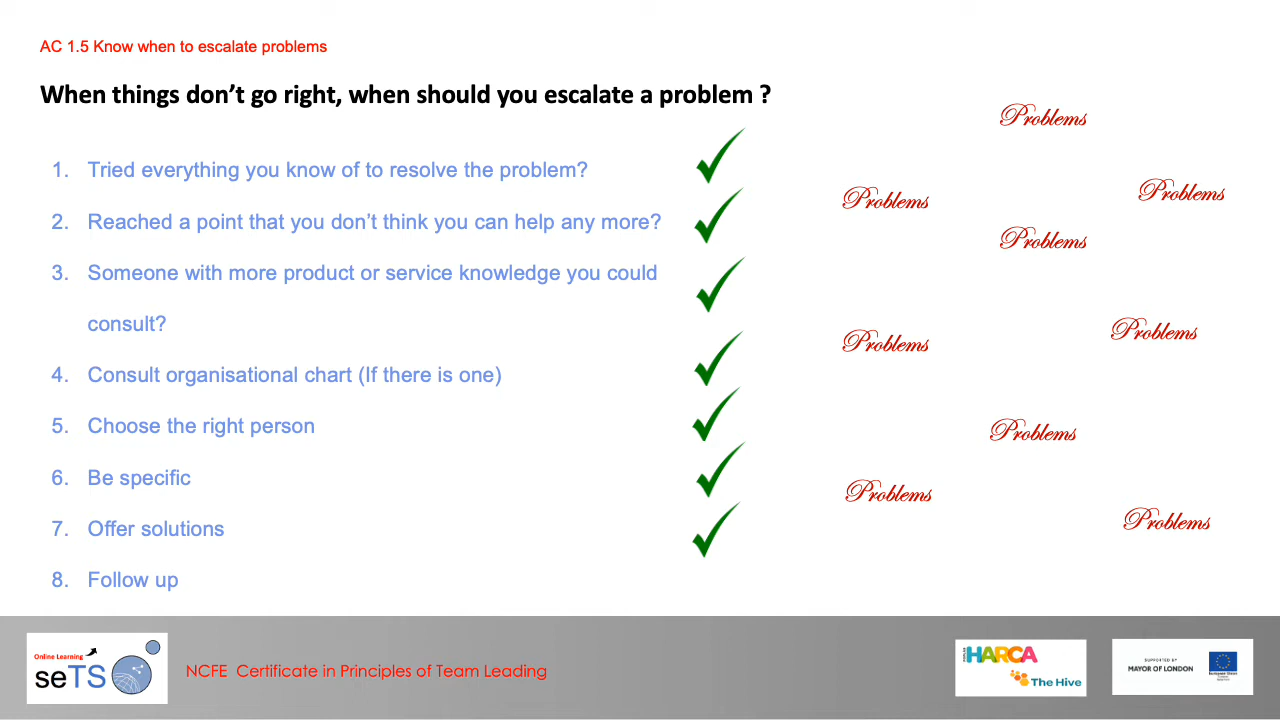 AC 1.5 Know when to escalate problems
When things don’t go right, when should you escalate a problem ?
1. Tried everything you know of to resolve the problem?
2. Reached a point that you don’t think you can help any more?
3. Someone with more product or service knowledge you could
consult?
4. Consult organisational chart (If there is one)
5. Choose the right person
6. Be specific
7. Offer solutions
8. Follow up
Problems
Problems
Problems
Problems
Problems
Problems
Problems
Problems
Problems
Online Learning
seTS
NCFE Certificate in Principles of Team Leading
HARCA
The Hive
SUPPORTED BY
MAYOR OF LONDON